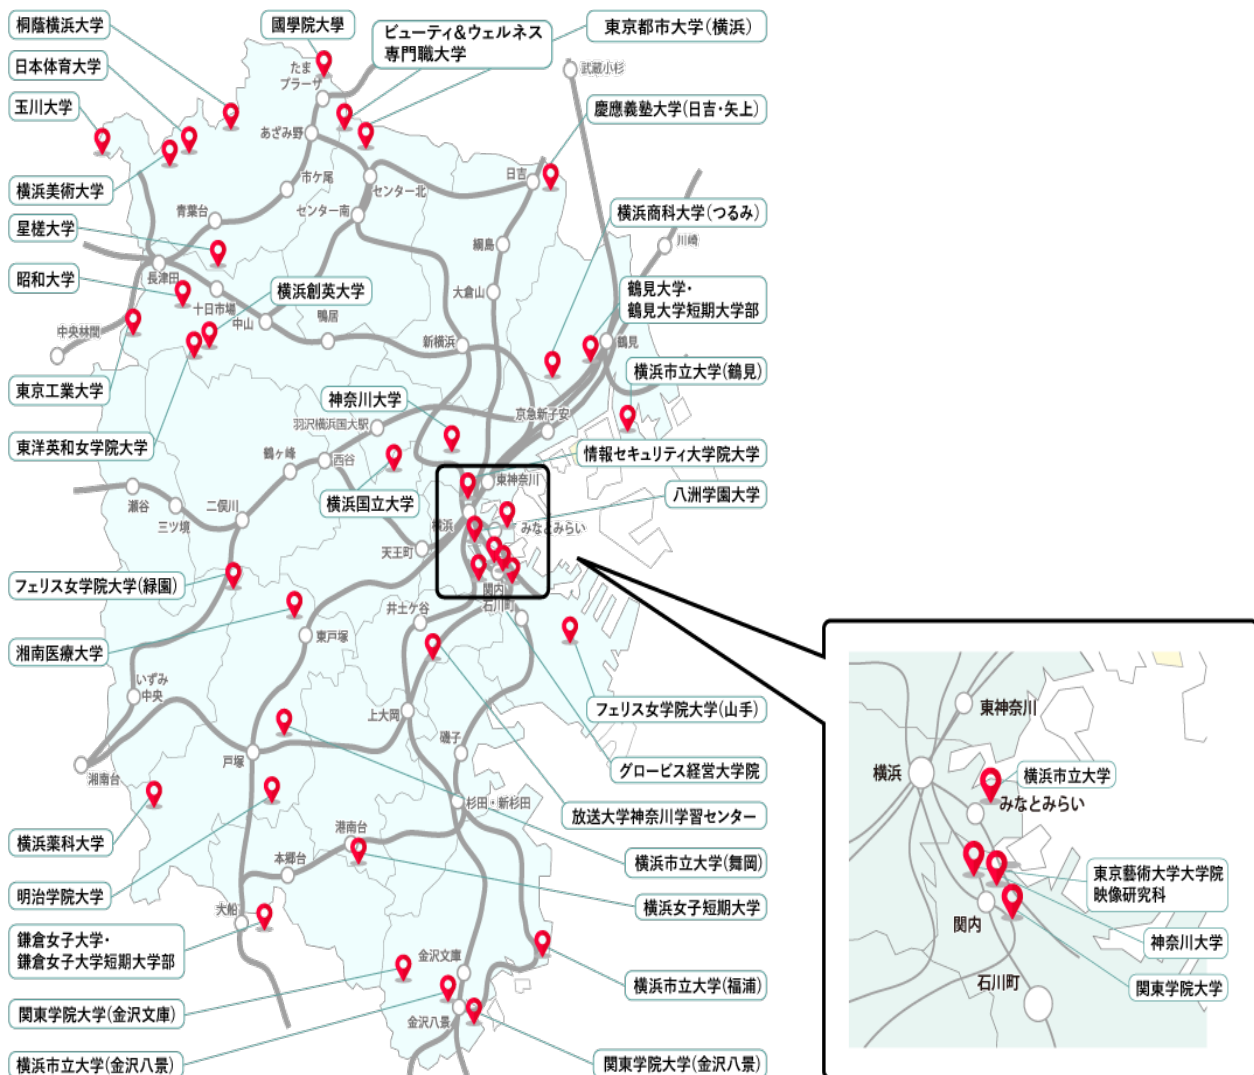 桐蔭横浜大学
國學院大學
ビューティ&ウェルネス
専門職大学
東京都市大学(横浜)
日本体育大学
たま
プラーザ
武蔵小杉
玉川大学
慶應義塾大学(日吉・矢上)
あざみ野
横浜美術大学
市ケ尾
センター北
日吉
星槎大学
青葉台
センター南
横浜商科大学(つるみ)
綱島
川崎
昭和大学
長津田
横浜創英大学
大倉山
鶴見大学・
鶴見大学短期大学部
十日市場
中山
鴨居
中央林間
新横浜
鶴見
東京工業大学
横浜市立大学(鶴見)
神奈川大学
京急新子安
羽沢横浜国大駅
東洋英和女学院大学
鶴ヶ峰
西谷
情報セキュリティ大学院大学
横浜国立大学
東神奈川
八洲学園大学
瀬谷
三ツ境
二俣川
横浜
みなとみらい
天王町
フェリス女学院大学(緑園)
関内
石川町
井土ケ谷
東戸塚
湘南医療大学
いずみ
中央
上大岡
フェリス女学院大学(山手)
磯子
戸塚
湘南台
グロービス経営大学院
杉田・新杉田
放送大学神奈川学習センター
港南台
横浜薬科大学
本郷台
横浜市立大学(舞岡)
明治学院大学
横浜女子短期大学
大船
鎌倉女子大学・
鎌倉女子大学短期大学部
金沢文庫
横浜市立大学(福浦)
関東学院大学(金沢文庫)
金沢八景
横浜市立大学(金沢八景)
関東学院大学(金沢八景)
東神奈川
横浜
横浜市立大学
みなとみらい
東京藝術大学大学院
映像研究科
関内
神奈川大学
石川町
関東学院大学